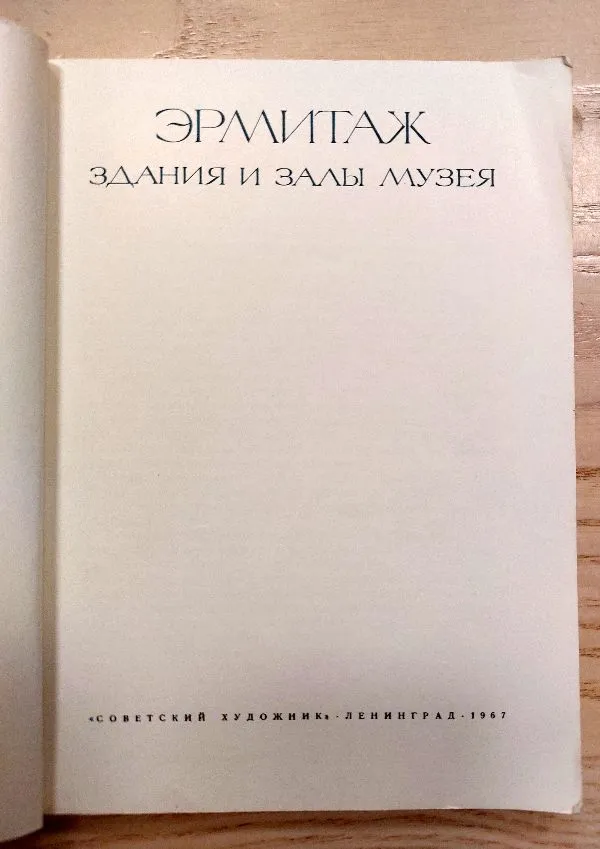 ЭРМИТАЖ
ЗДАНИЯ И ЗАЛЫ МУЗЕЯ
«СОВЕТСКИЙ ХУДОЖНИК» · ЛЕНИНГРАД · 1967